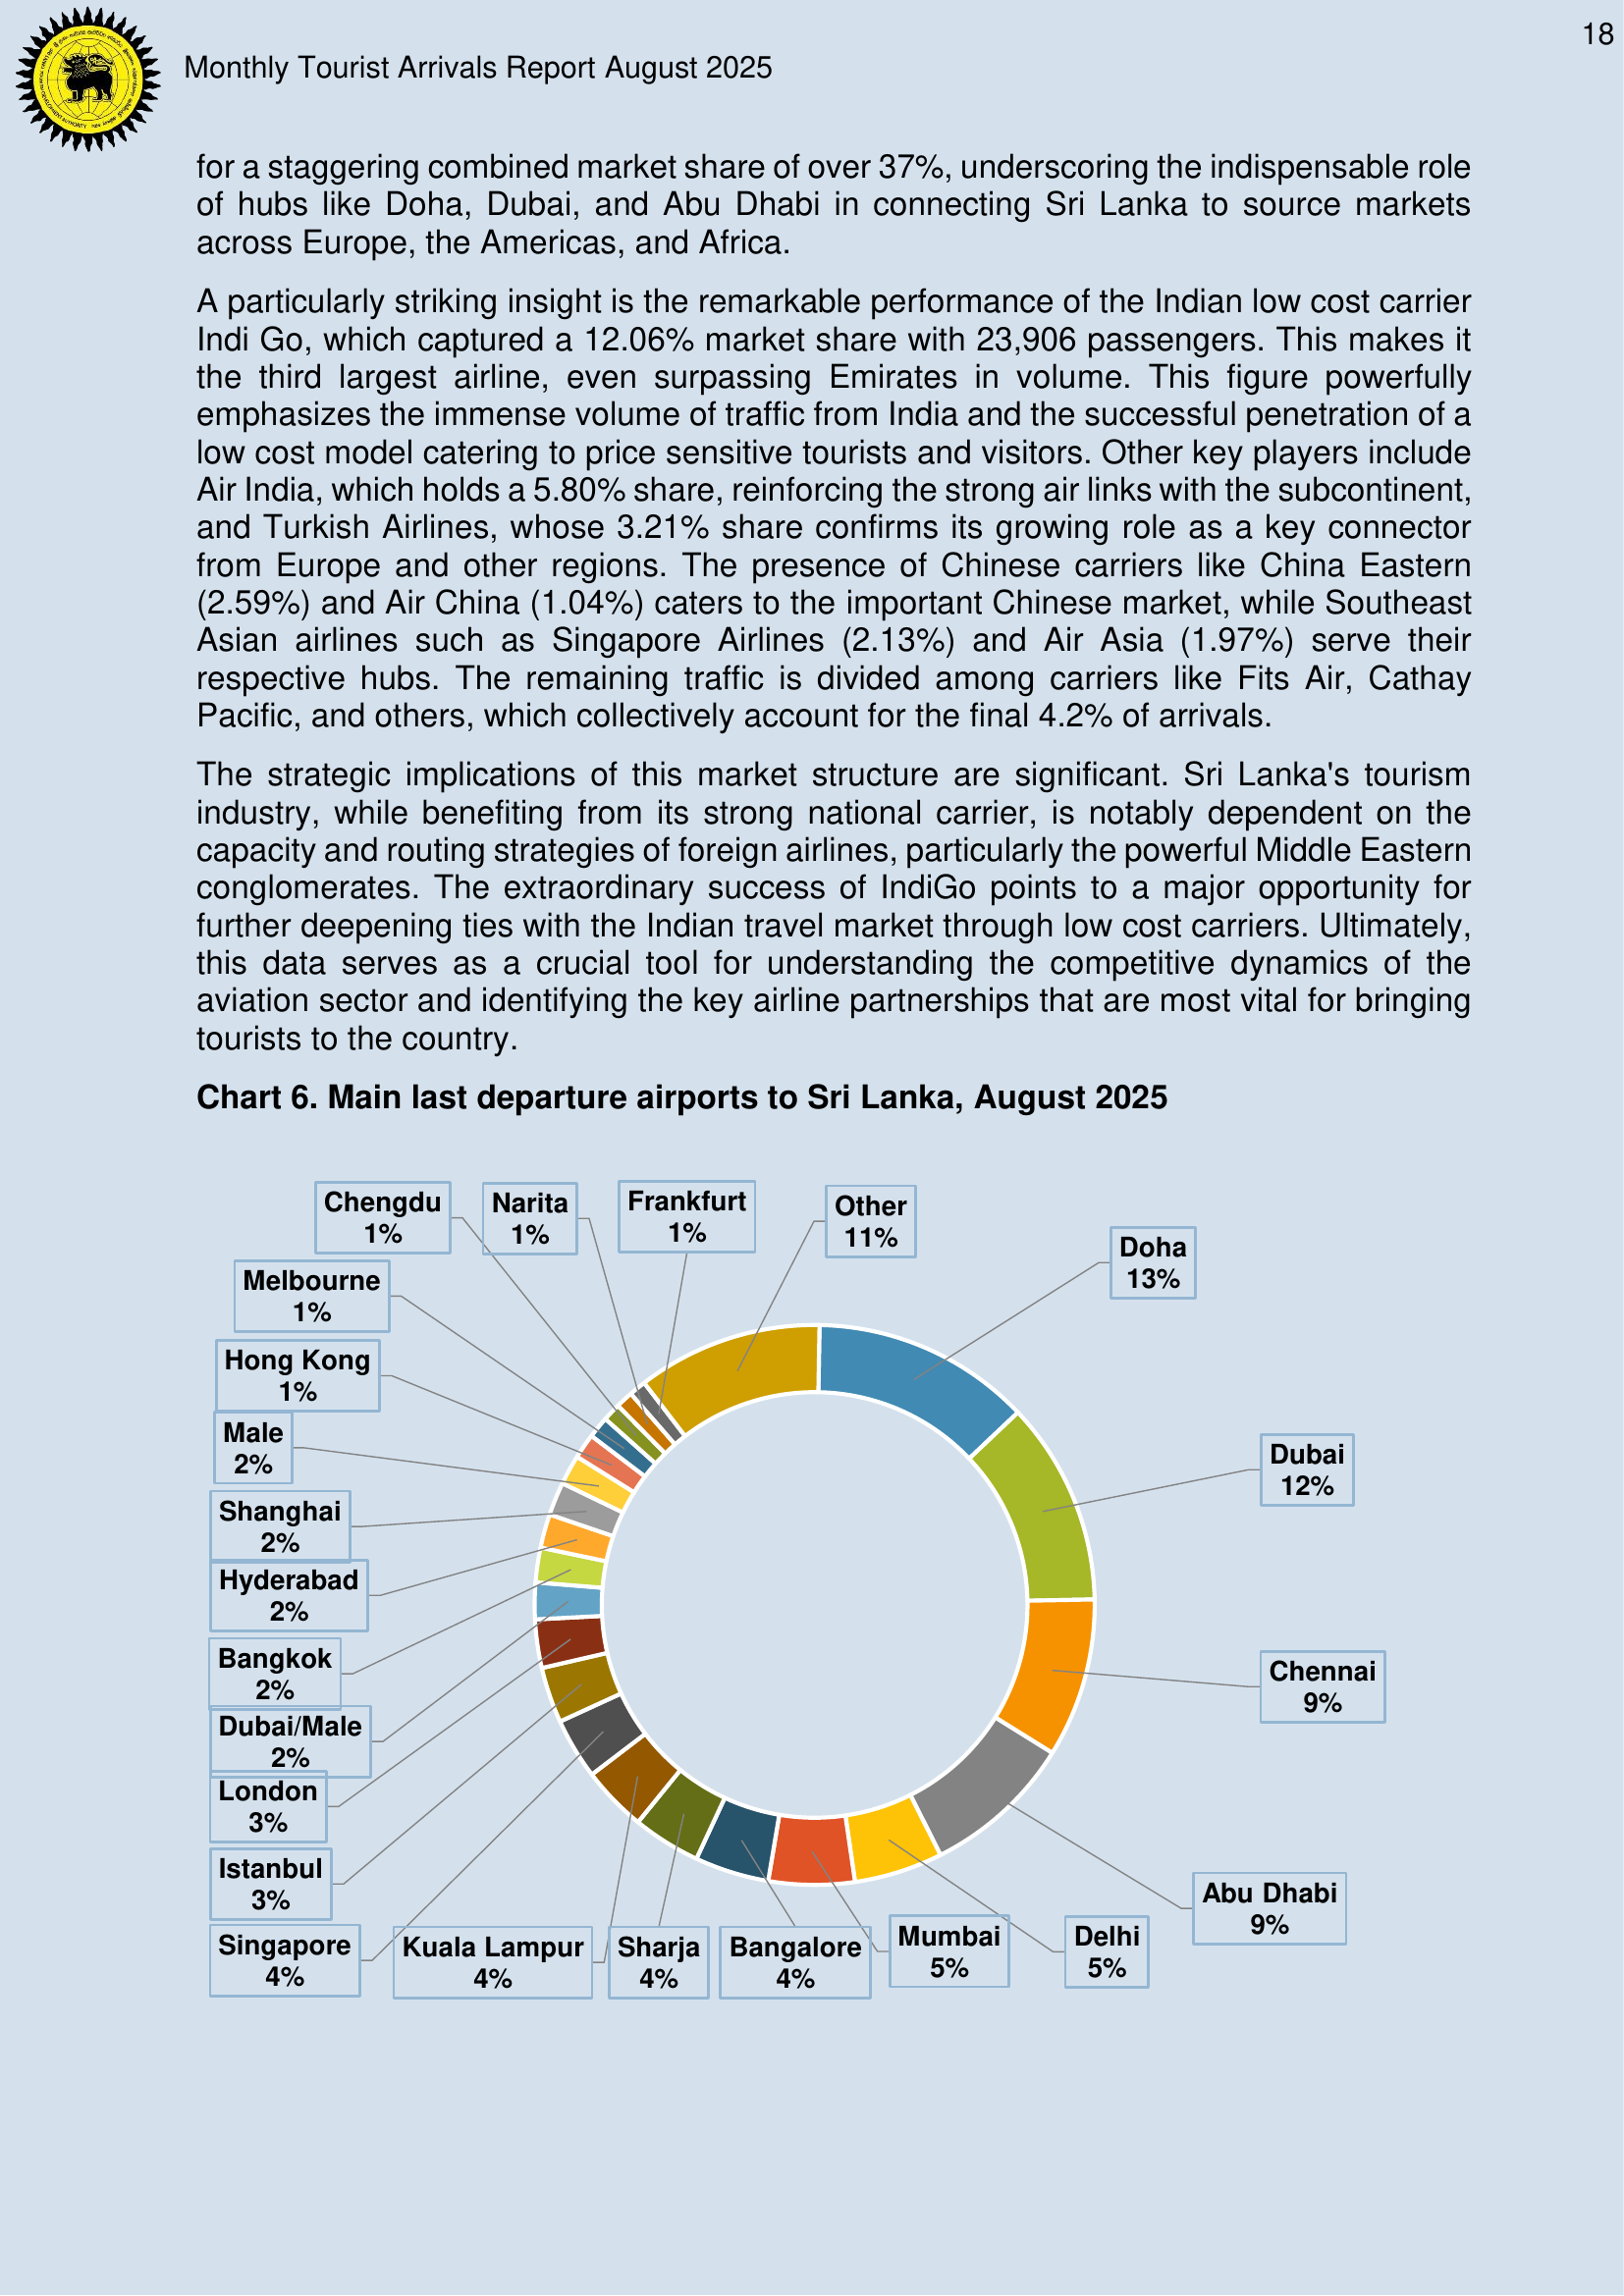 18
Monthly Tourist Arrivals Report August 2025
for a staggering combined market share of over 37%, underscoring the indispensable role
of hubs like Doha, Dubai, and Abu Dhabi in connecting Sri Lanka to source markets
across Europe, the Americas, and Africa.
A particularly striking insight is the remarkable performance of the Indian low cost carrier
Indi Go, which captured a 12.06% market share with 23,906 passengers. This makes it
the third largest airline, even surpassing Emirates in volume. This figure powerfully
emphasizes the immense volume of traffic from India and the successful penetration of a
low cost model catering to price sensitive tourists and visitors. Other key players include
Air India, which holds a 5.80% share, reinforcing the strong air links with the subcontinent,
and Turkish Airlines, whose 3.21% share confirms its growing role as a key connector
from Europe and other regions. The presence of Chinese carriers like China Eastern
(2.59%) and Air China (1.04%) caters to the important Chinese market, while Southeast
Asian airlines such as Singapore Airlines (2.13%) and Air Asia (1.97%) serve their
respective hubs. The remaining traffic is divided among carriers like Fits Air, Cathay
Pacific, and others, which collectively account for the final 4.2% of arrivals.
The strategic implications of this market structure are significant. Sri Lanka's tourism
industry, while benefiting from its strong national carrier, is notably dependent on the
capacity and routing strategies of foreign airlines, particularly the powerful Middle Eastern
conglomerates. The extraordinary success of IndiGo points to a major opportunity for
further deepening ties with the Indian travel market through low cost carriers. Ultimately,
this data serves as a crucial tool for understanding the competitive dynamics of the
aviation sector and identifying the key airline partnerships that are most vital for bringing
tourists to the country.
Chart 6. Main last departure airports to Sri Lanka, August 2025
Chengdu
1%
Narita
1%
Frankfurt
1%
Other
11%
Doha
13%
Melbourne
1%
Hong Kong
1%
Male
2%
Dubai
12%
Shanghai
2%
Hyderabad
2%
Bangkok
2%
Chennai
9%
Dubai/Male
2%
London
3%
Istanbul
3%
Abu Dhabi
9%
Singapore
4%
Kuala Lampur
4%
Sharja
4%
Bangalore
4%
Mumbai
5%
Delhi
5%